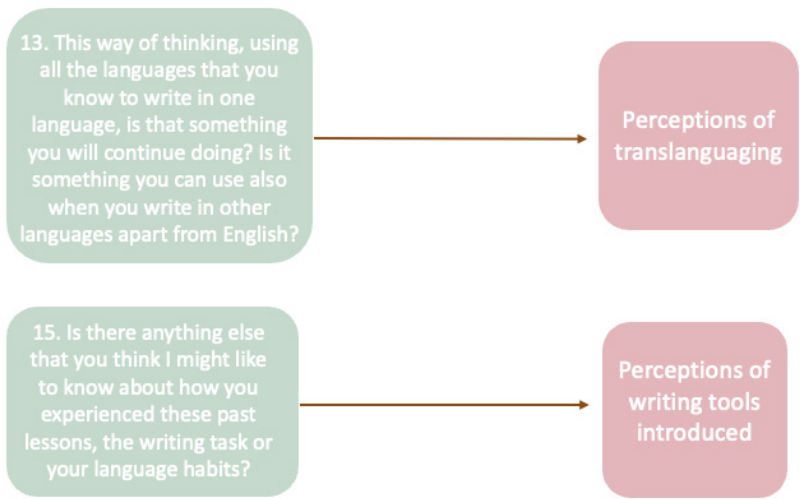 13. This way of thinking, using
all the languages that you
know to write in one
language, is that something
you will continue doing? Is it
something you can use also
when you write in other
languages apart from English?
Perceptions of
translanguaging
15. Is there anything else
that you think I might like
to know about how you
experienced these past
lessons, the writing task or
your language habits?
Perceptions of
writing tools
introduced